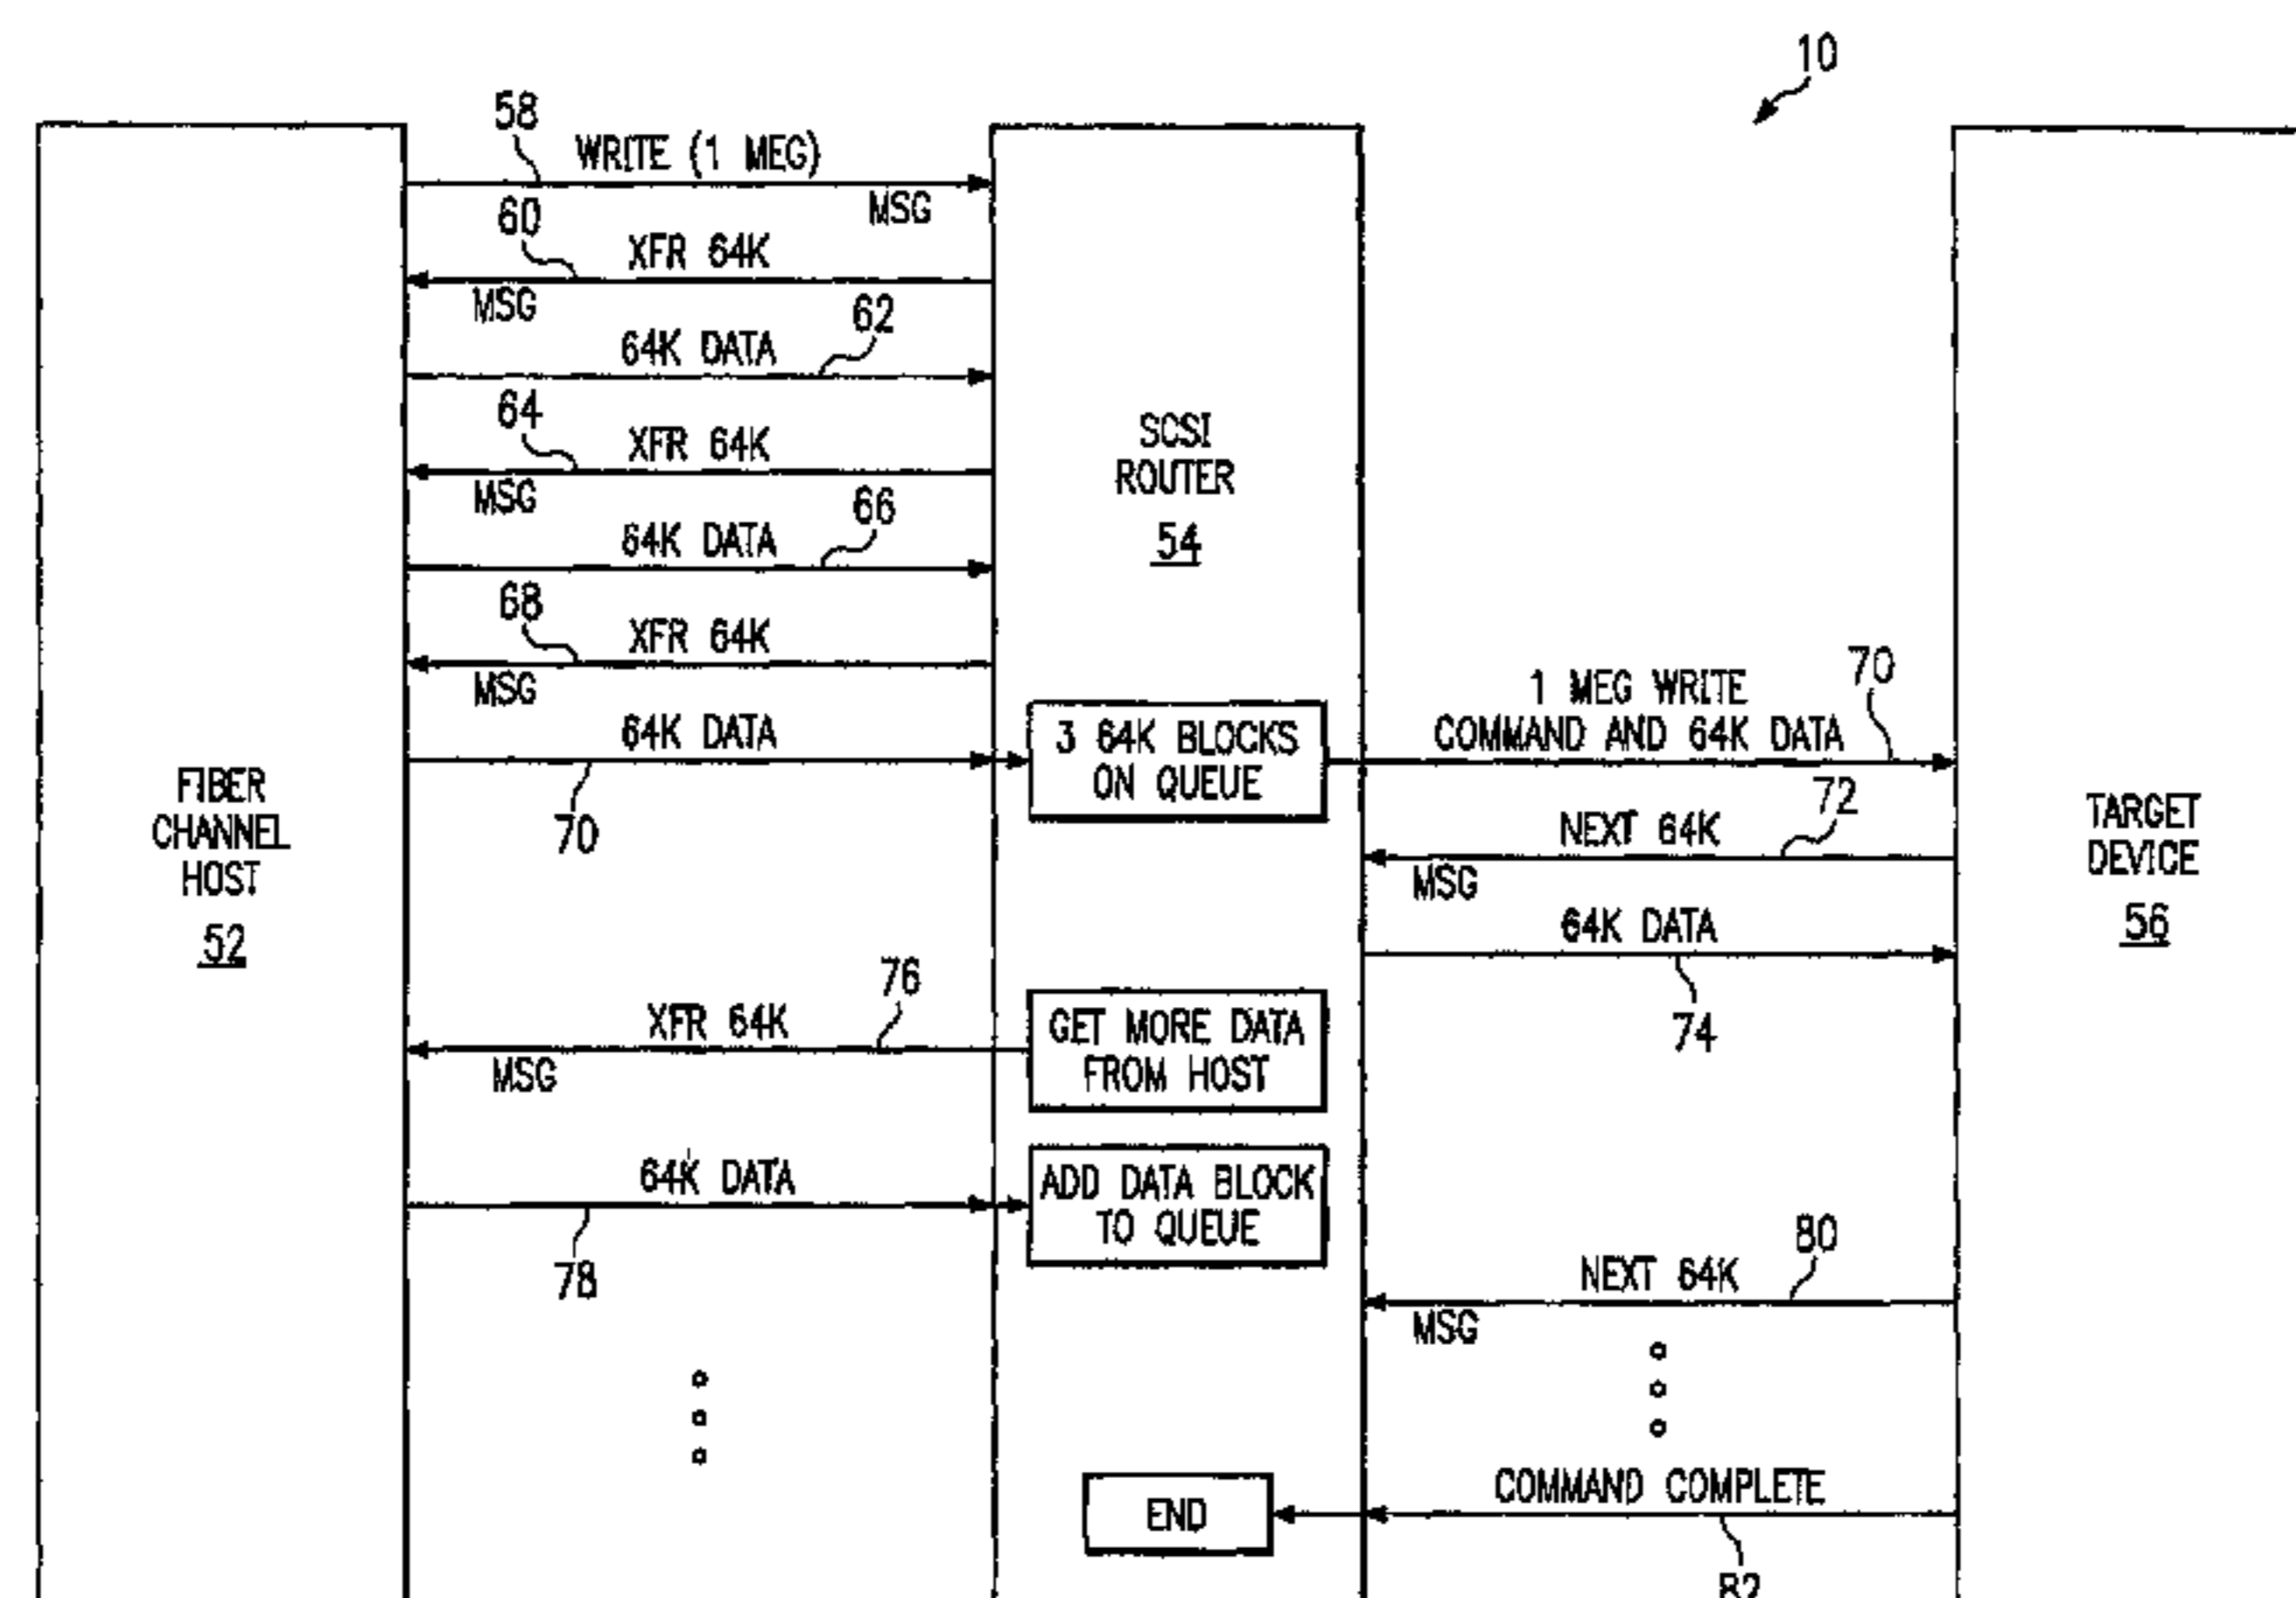 10
58
WRITE (1 MEG)
MSG
60
XFR 64K
MSG
62
64K DATA
64
XFR 64K
MSG
66
64K DATA
68
XFR 64K
MSG
64K DATA
70
SCSI
ROUTER
54
3 64K BLOCKS
ON QUEUE
1 MEG WRITE
COMMAND AND 64K DATA
70
72
NEXT 64K
MSG
64K DATA
74
FIBER
CHANNEL
HOST
52
TARGET
DEVICE
56
76
XFR 64K
MSG
GET MORE DATA
FROM HOST
64K DATA
78
ADD DATA BLOCK
TO QUEUE
80
NEXT 64K
MSG
END
COMMAND COMPLETE
82